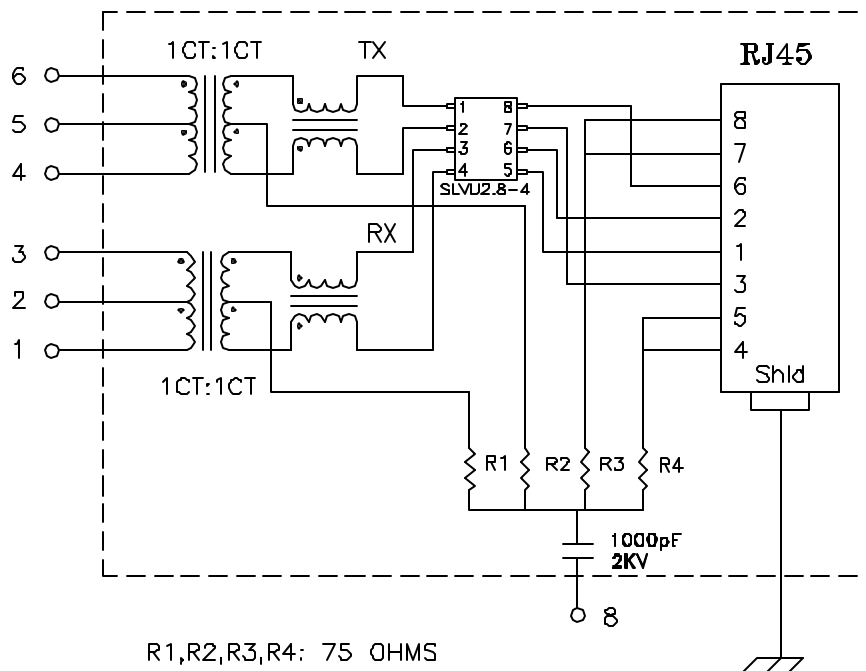 1CT:1CT
TX
RJ45
6
5
4
1
2
3
4
8
7
6
5
SLVU2.8-4
8
7
6
2
1
3
5
4
Shld
RX
3
2
1
1CT:1CT
R1
R2
R3
R4
1000pF
2KV
8
R1,R2,R3,R4: 75 OHMS